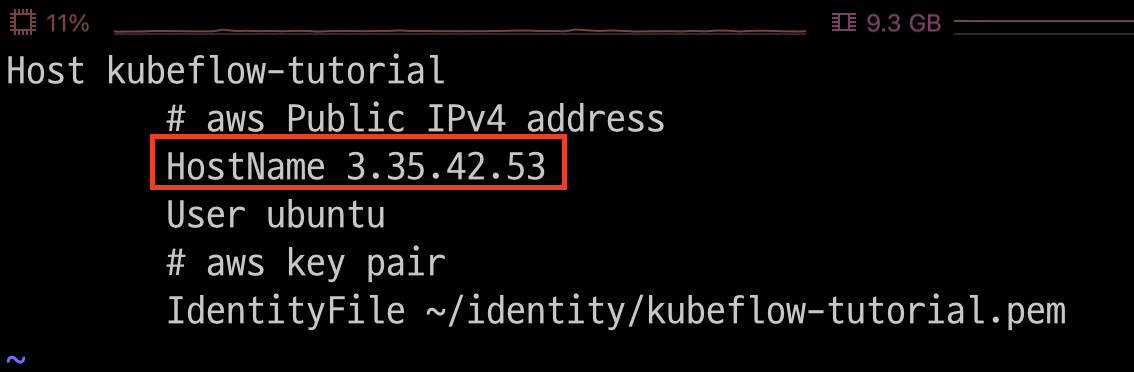 11% 9.3 GB
Host kubeflow-tutorial
# aws Public IPv4 address
HostName 3.35.42.53
User ubuntu
# aws key pair
IdentityFile ~/identity/kubeflow-tutorial.pem
~